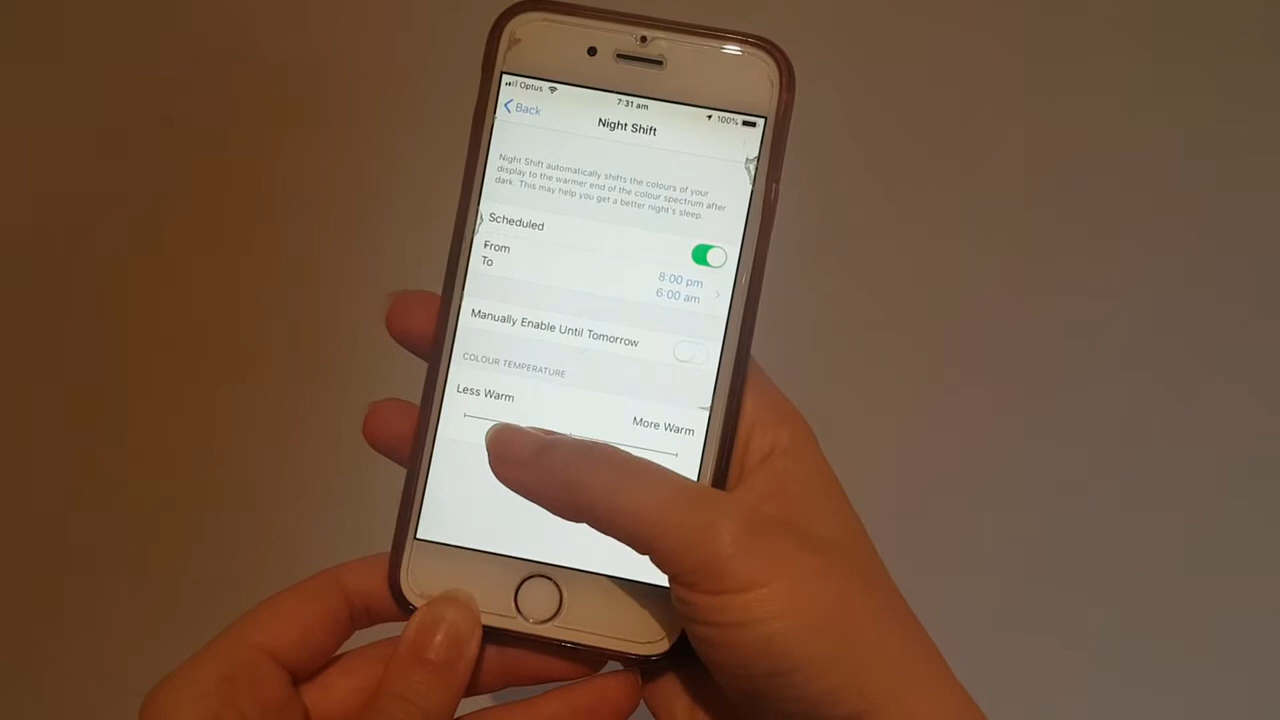 Optus
7:31 am
100%
Back
Night Shift
Night Shift automatically shifts the colours of your
display to the warmer end of the colour spectrum after
dark. This may help you get a better night's sleep.
Scheduled
From
To
8:00 pm
6:00 am
Manually Enable Until Tomorrow
COLOUR TEMPERATURE
Less Warm
More Warm